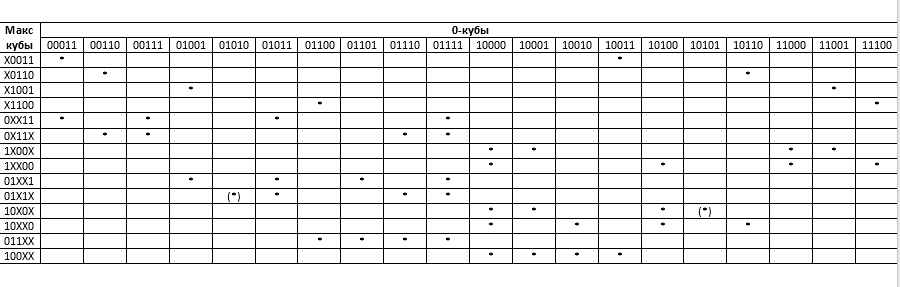 Макс кубы 0-кубы
00011 00110 00111 01001 01010 01011 01100 01101 01110 01111 10000 10001 10010 10011 10100 10101 10110 11000 11001 11100
X0011 * *
X0110 * *
X1001 * *
X1100 * *
0XX11 * * * *
0X11X * * * *
1X00X * * * *
1XX00 * * * *
01XX1 * * * *
01X1X (*) * * *
10X0X * * * (*)
10XX0 * * * *
011XX * * * *
100XX * * * *